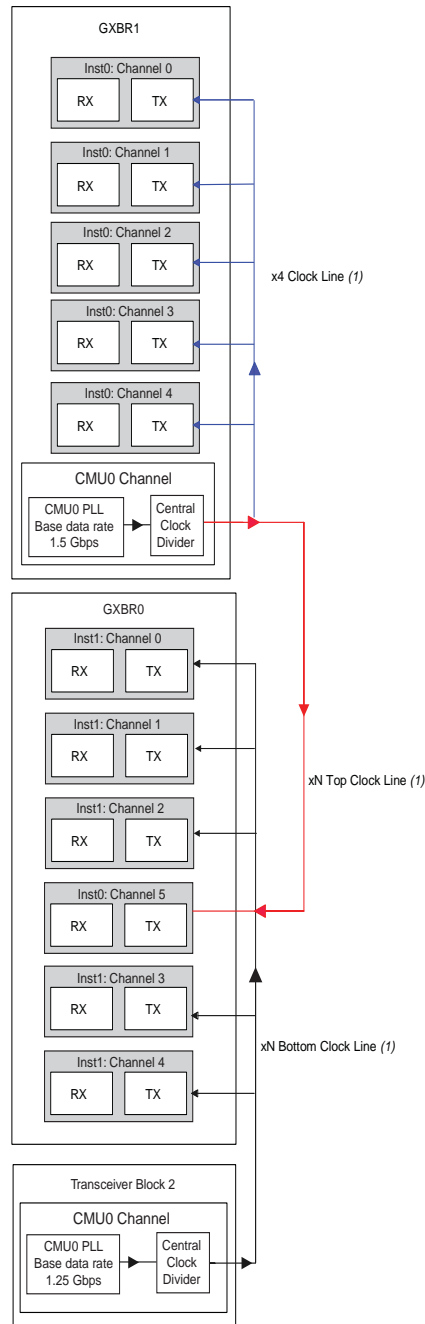 GXBR1
Inst0: Channel 0
RX
TX
Inst0: Channel 1
RX
TX
Inst0: Channel 2
RX
TX
x4 Clock Line (1)
Inst0: Channel 3
RX
TX
Inst0: Channel 4
RX
TX
CMU0 Channel
CMU0 PLL
Base data rate
1.5 Gbps
Central
Clock
Divider
GXBR0
Inst1: Channel 0
RX
TX
xN Top Clock Line (1)
Inst1: Channel 1
RX
TX
Inst1: Channel 2
RX
TX
Inst0: Channel 5
RX
TX
Inst1: Channel 3
RX
TX
xN Bottom Clock Line (1)
Inst1: Channel 4
RX
TX
Transceiver Block 2
CMU0 Channel
CMU0 PLL
Base data rate
1.25 Gbps
Central
Clock
Divider